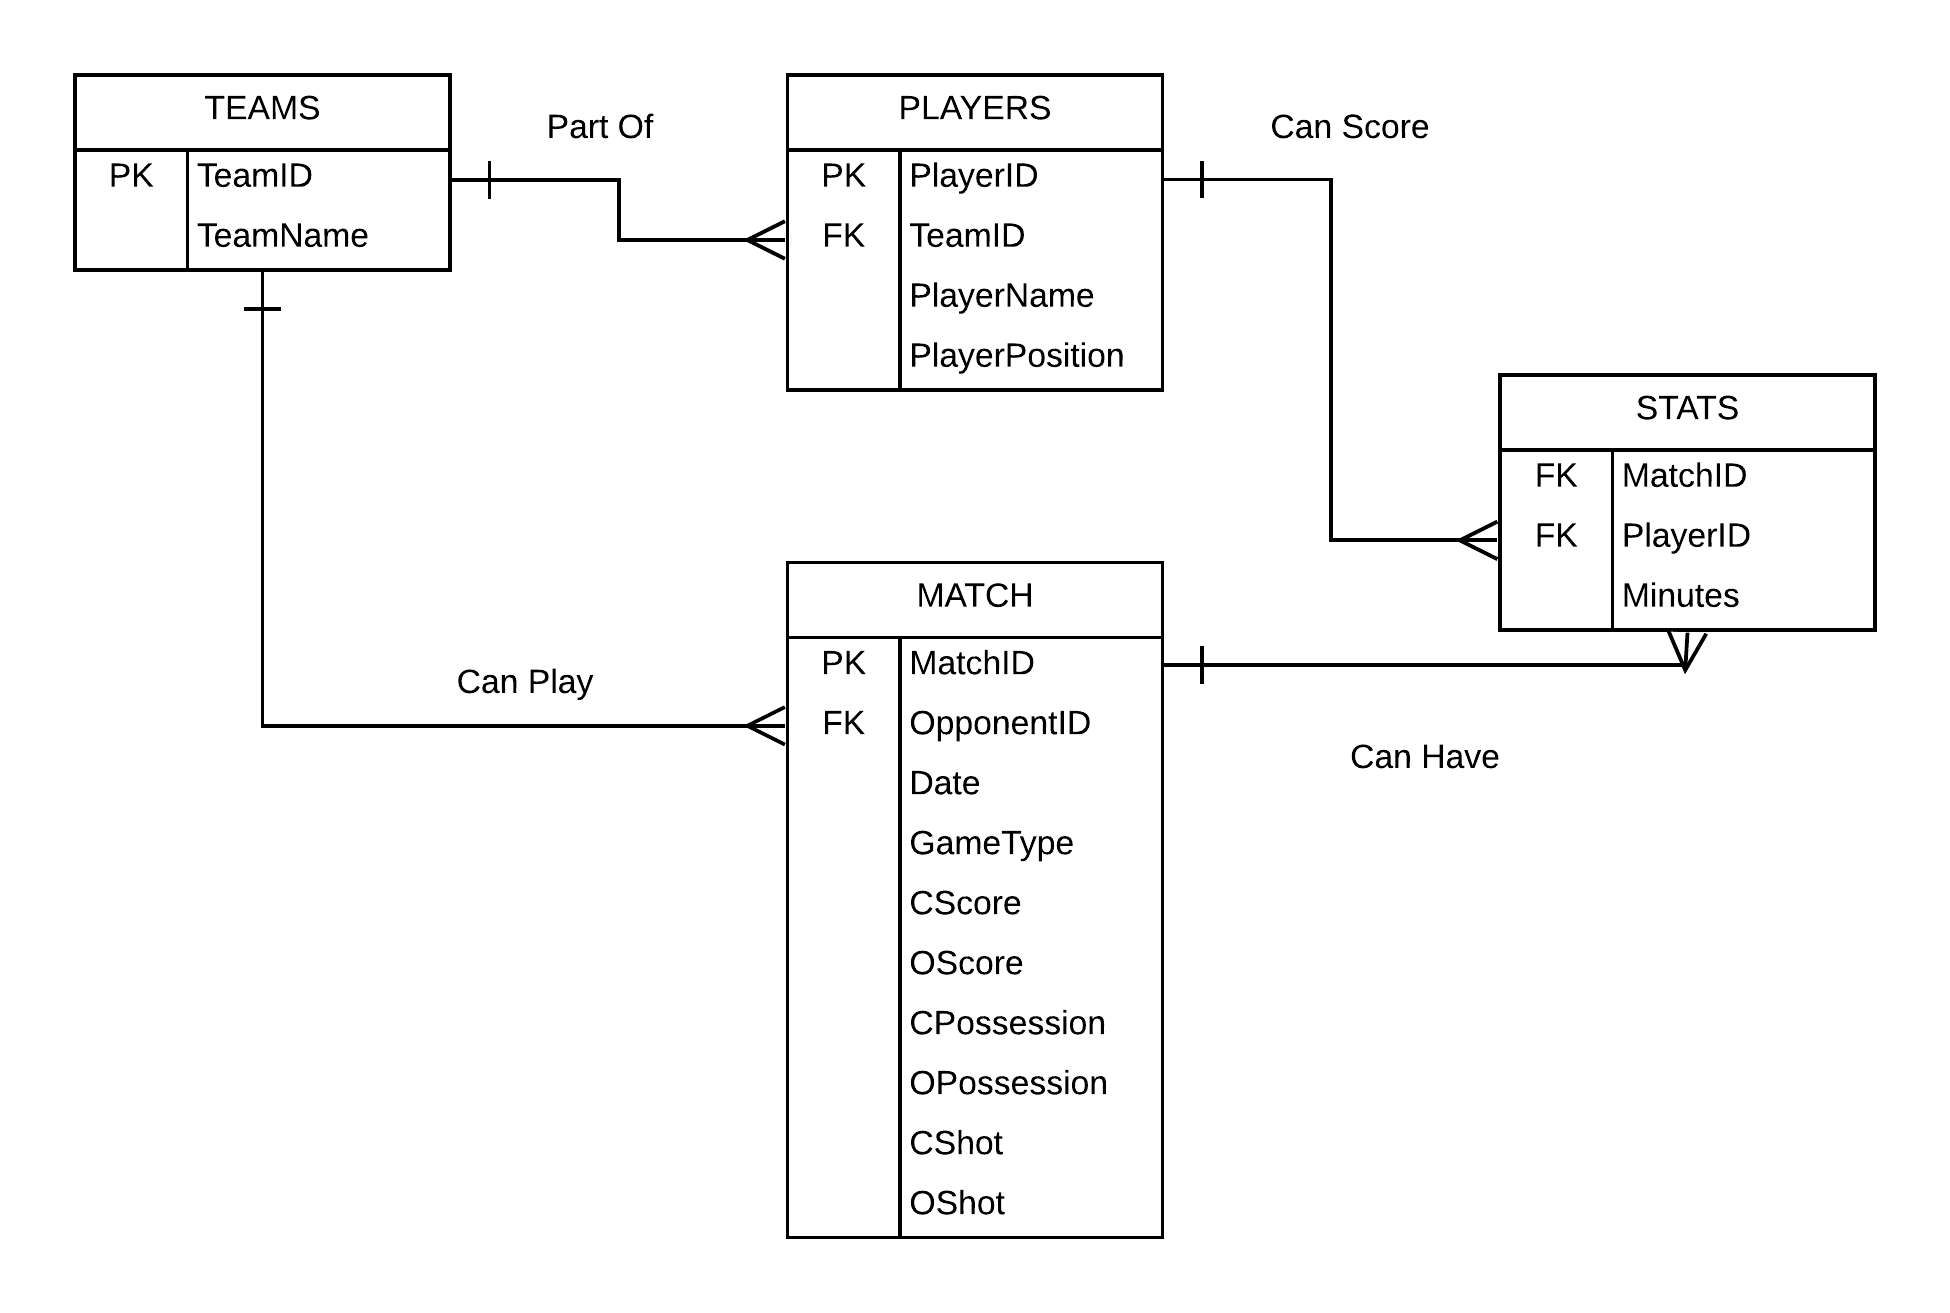 TEAMS
PK TeamID
TeamName
Part Of
PLAYERS
PK PlayerID
FK TeamID
PlayerName
PlayerPosition
Can Score
STATS
FK MatchID
FK PlayerID
Minutes
Can Play
MATCH
PK MatchID
FK OpponentID
Date
GameType
CScore
OScore
CPossession
OPossession
CShot
OShot
Can Have